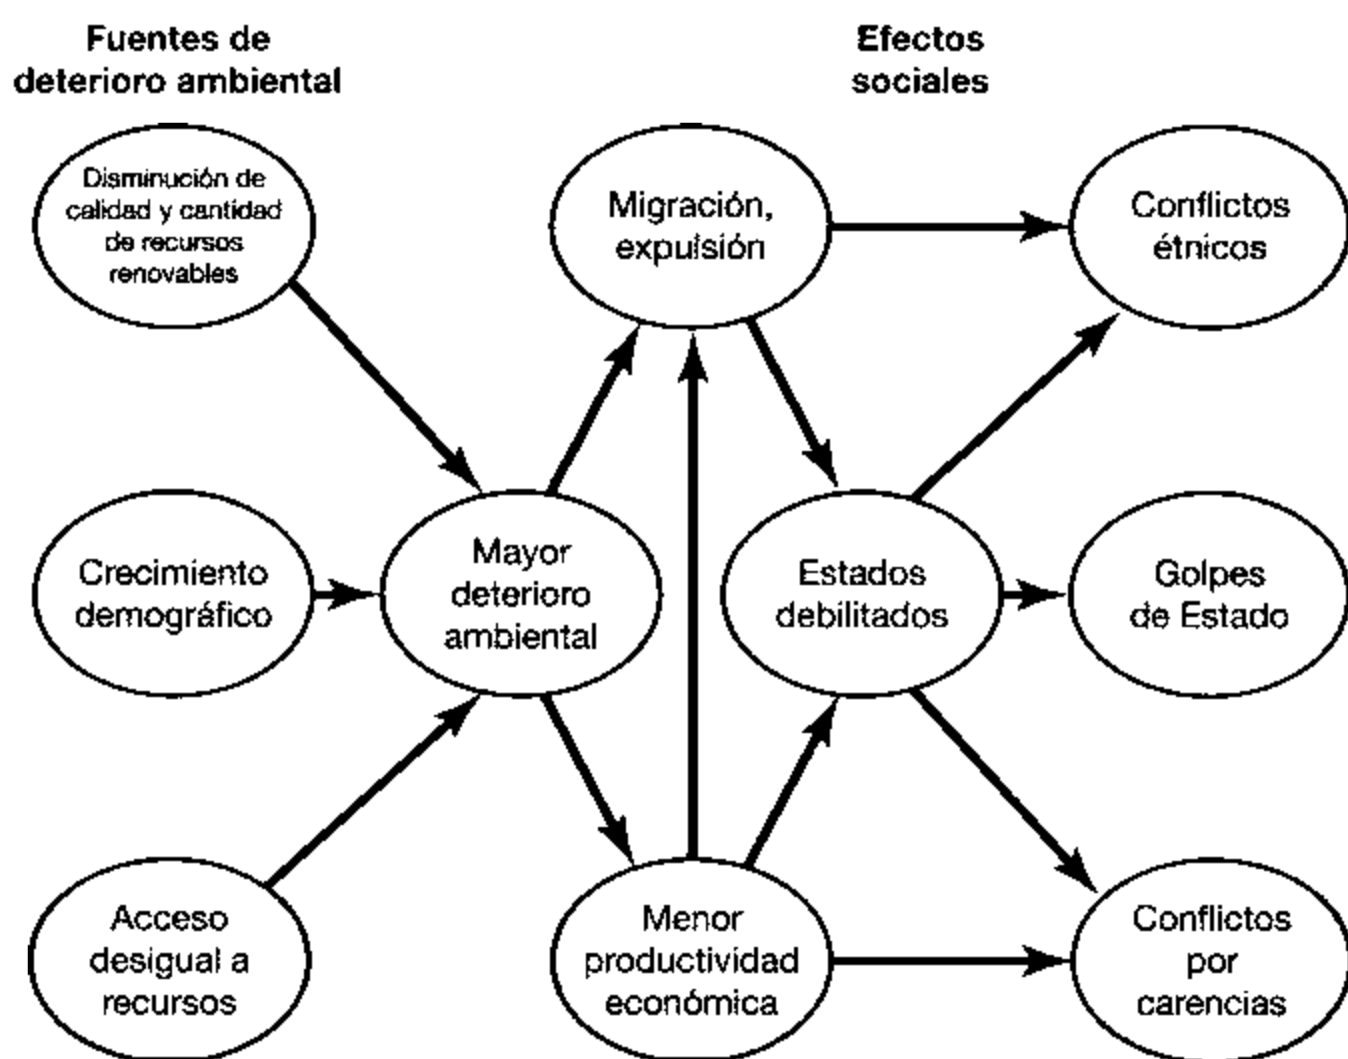 Fuentes de
deterioro ambiental
Efectos
sociales
Disminución de
calidad y cantidad
de recursos
renovables
Migración,
expulsión
Conflictos
étnicos
Crecimiento
demográfico
Mayor
deterioro
ambiental
Estados
debilitados
Golpes
de Estado
Acceso
desigual a
recursos
Menor
productividad
económica
Conflictos
por
carencias